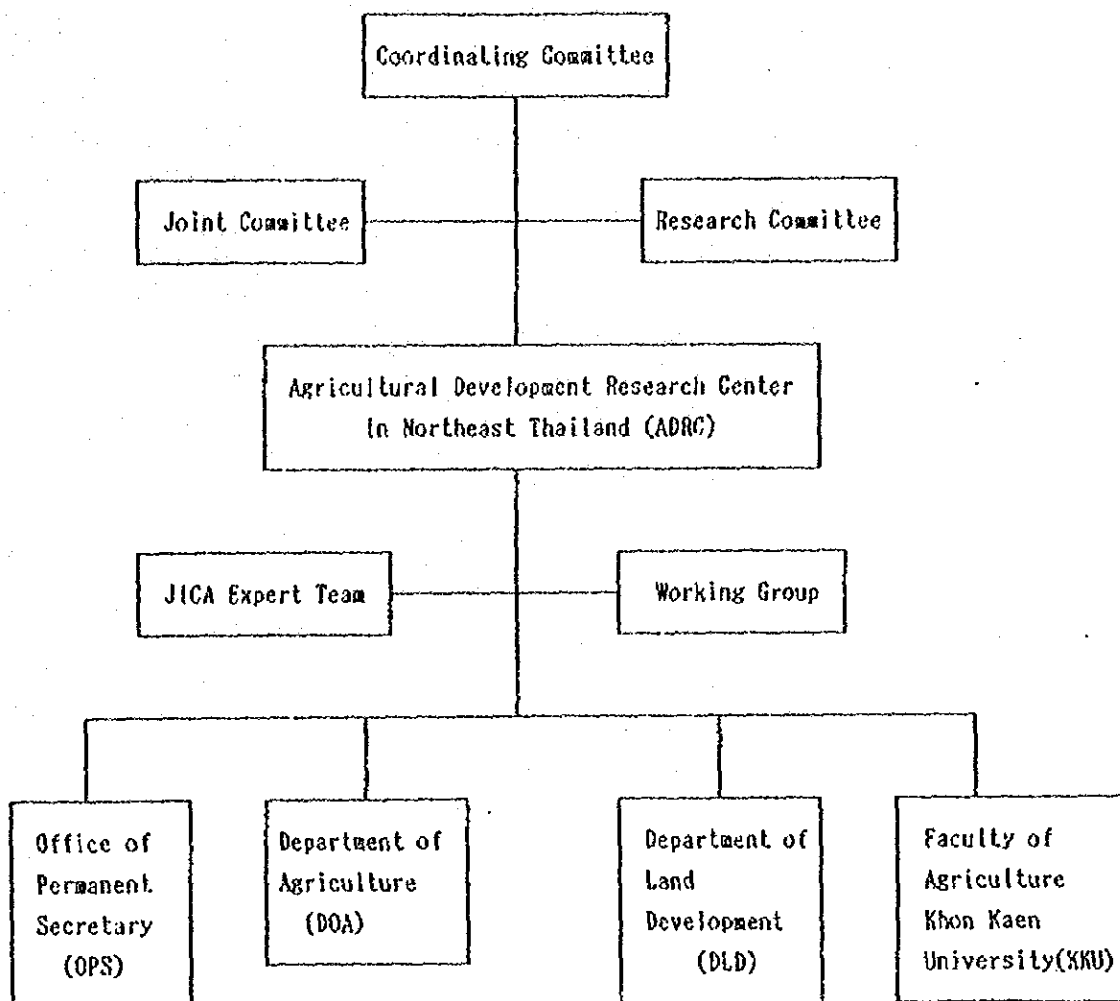 Coordinating Committee
Joint Committee
Research Committee
Agricultural Development Research Center
in Northeast Thailand (ADRC)
JICA Expert Team
Working Group
Office of
Permanent
Secretary
(OPS)
Department of
Agriculture
(DOA)
Department of
Land
Development
(DLD)
Faculty of
Agriculture
Khon Kaen
University(KKU)